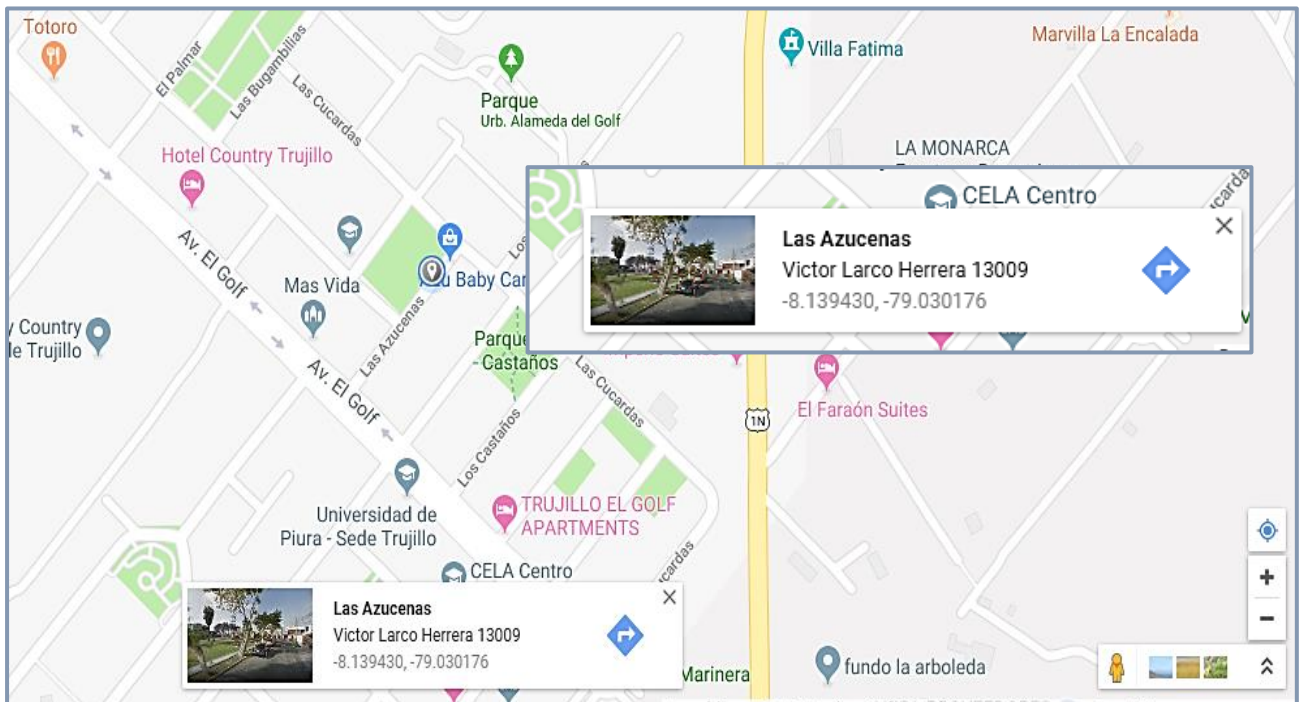 Totoro
Marvilla La Encalada
Villa Fatima
El Palmar
Las Bugambilias
Las Cucardas
Parque
Urb. Alameda del Golf
Hotel Country Trujillo
LA MONARCA
CELA Centro
Las Azucenas
Victor Larco Herrera 13009
-8.139430, -79.030176
Av. El Golf
Mas Vida
Baby Car
Country
Trujillo
Las Azucenas
Parque
- Castaños
Av. El Golf
Las Cucardas
El Faraón Suites
1N
Los Castaños
Universidad de
Piura - Sede Trujillo
TRUJILLO EL GOLF
APARTMENTS
CELA Centro
Las Azucenas
Victor Larco Herrera 13009
-8.139430, -79.030176
Marinera
fundo la arboleda